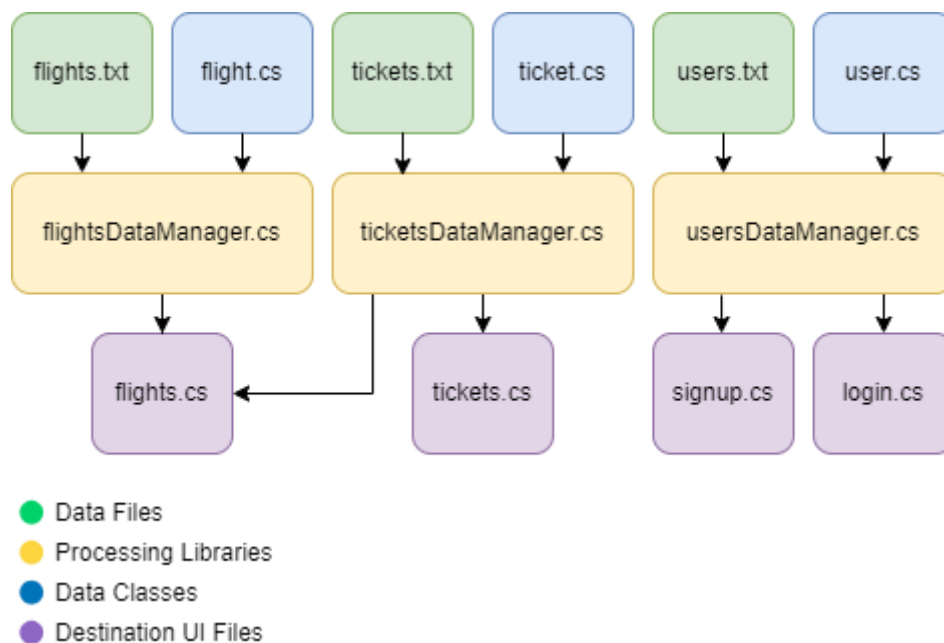 flights.txt
flight.cs
tickets.txt
ticket.cs
users.txt
user.cs
flightsDataManager.cs
ticketsDataManager.cs
usersDataManager.cs
flights.cs
tickets.cs
signup.cs
login.cs
Data Files
Processing Libraries
Data Classes
Destination UI Files